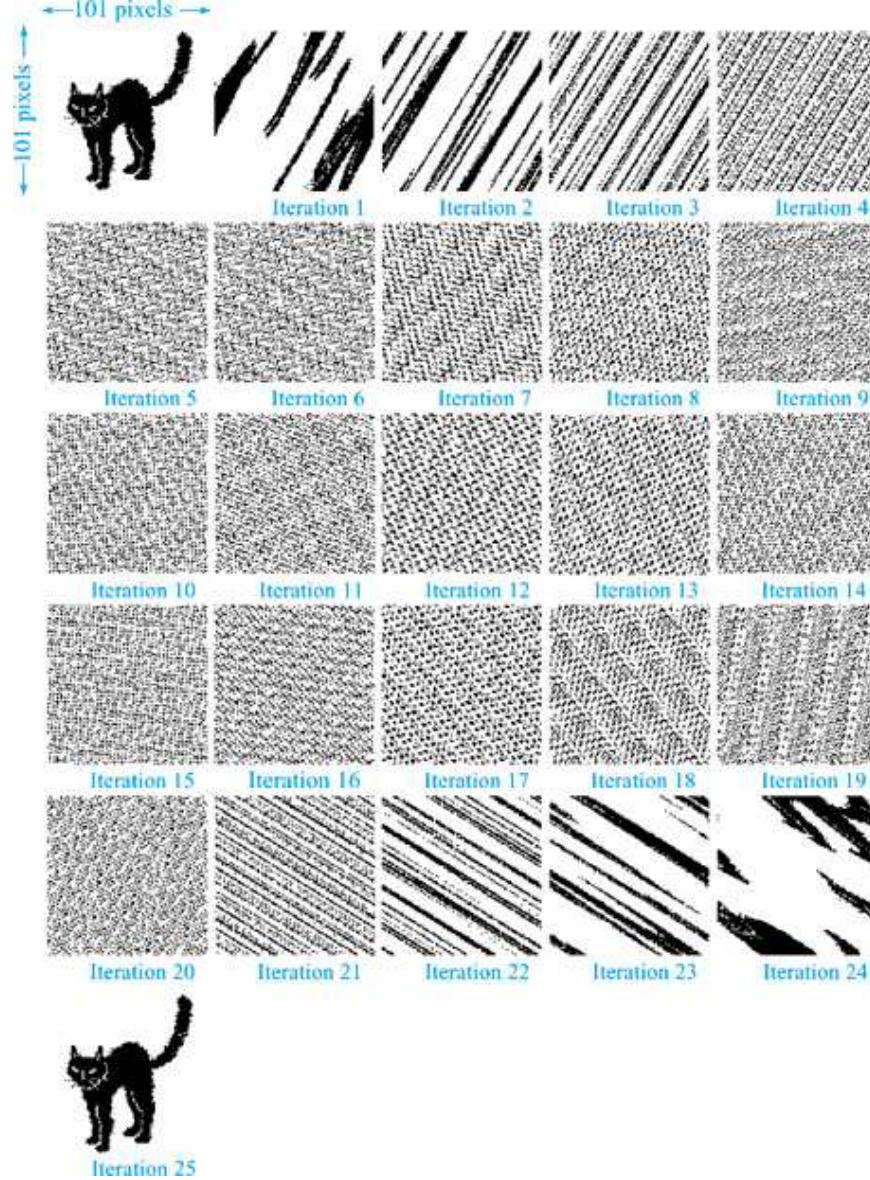 101 pixels
101 pixels
Iteration 1
Iteration 2
Iteration 3
Iteration 4
Iteration 5
Iteration 6
Iteration 7
Iteration 8
Iteration 9
Iteration 10
Iteration 11
Iteration 12
Iteration 13
Iteration 14
Iteration 15
Iteration 16
Iteration 17
Iteration 18
Iteration 19
Iteration 20
Iteration 21
Iteration 22
Iteration 23
Iteration 24
Iteration 25